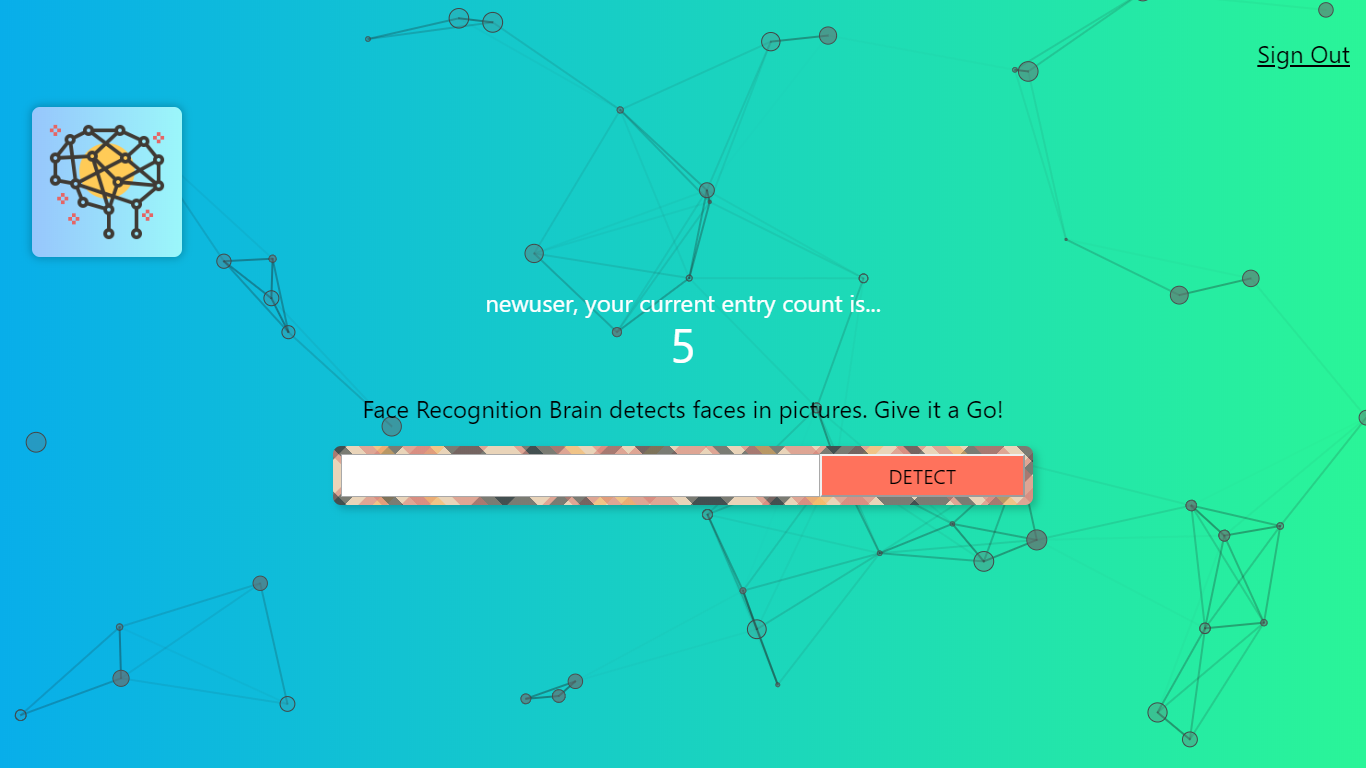 Sign Out
newuser, your current entry count is...
5
Face Recognition Brain detects faces in pictures. Give it a Go!
DETECT